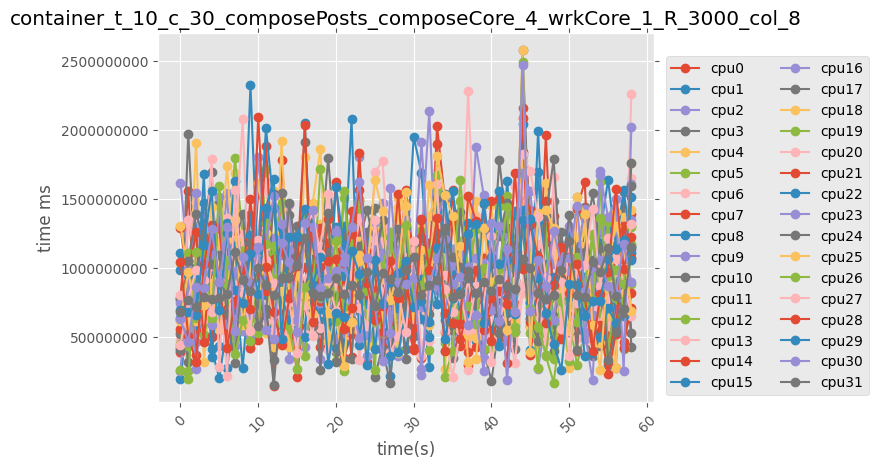 container_t_10_c_30_composePosts_composeCore_4_wrkCore_1_R_3000_col_8
time ms
2500000000
2000000000
1500000000
1000000000
500000000
0
10
20
30
40
50
60
time(s)
cpu0
cpu1
cpu2
cpu3
cpu4
cpu5
cpu6
cpu7
cpu8
cpu9
cpu10
cpu11
cpu12
cpu13
cpu14
cpu15
cpu16
cpu17
cpu18
cpu19
cpu20
cpu21
cpu22
cpu23
cpu24
cpu25
cpu26
cpu27
cpu28
cpu29
cpu30
cpu31